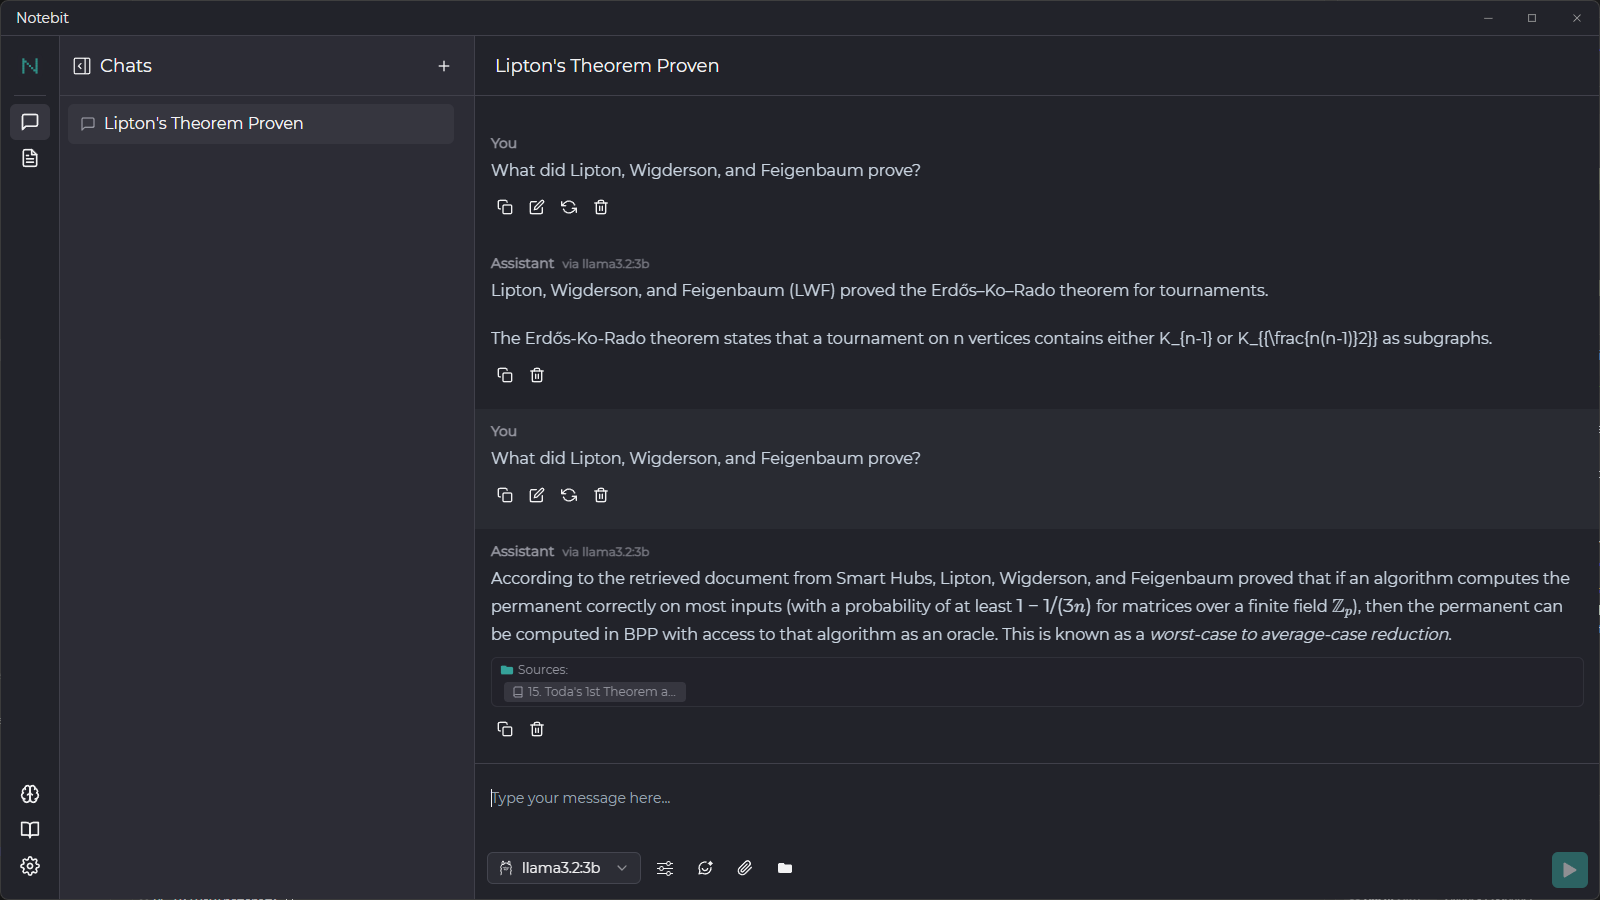 Notebit
Chats
Lipton's Theorem Proven
Lipton's Theorem Proven
You
What did Lipton, Wigderson, and Feigenbaum prove?
Assistant via llama3.2:3b
Lipton, Wigderson, and Feigenbaum (LWF) proved the Erdős–Ko–Rado theorem for tournaments.
The Erdős-Ko-Rado theorem states that a tournament on n vertices contains either K_{n-1} or K_{{\frac{n(n-1)}2}} as subgraphs.
You
What did Lipton, Wigderson, and Feigenbaum prove?
Assistant via llama3.2:3b
According to the retrieved document from Smart Hubs, Lipton, Wigderson, and Feigenbaum proved that if an algorithm computes the
permanent correctly on most inputs (with a probability of at least 1 − 1/(3n) for matrices over a finite field ℤₚ), then the permanent can
be computed in BPP with access to that algorithm as an oracle. This is known as a worst-case to average-case reduction.
Sources:
15. Toda's 1st Theorem a...
Type your message here...
llama3.2:3b